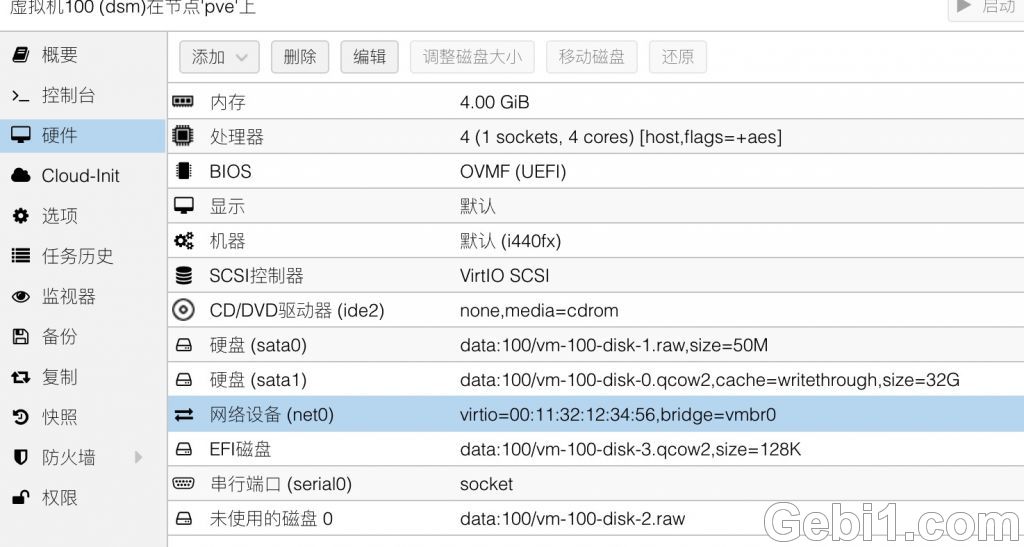 虚拟机100 (dsm)在节点'pve'上 启动
概要
控制台
硬件
Cloud-Init
选项
任务历史
监视器
备份
复制
快照
防火墙
权限
添加 删除 编辑 调整磁盘大小 移动磁盘 还原
内存 4.00 GiB
处理器 4 (1 sockets, 4 cores) [host,flags=+aes]
BIOS OVMF (UEFI)
显示 默认
机器 默认 (i440fx)
SCSI控制器 VirtIO SCSI
CD/DVD驱动器 (ide2) none,media=cdrom
硬盘 (sata0) data:100/vm-100-disk-1.raw,size=50M
硬盘 (sata1) data:100/vm-100-disk-0.qcow2,cache=writethrough,size=32G
网络设备 (net0) virtio=00:11:32:12:34:56,bridge=vmbr0
EFI磁盘 data:100/vm-100-disk-3.qcow2,size=128K
串行端口 (serial0) socket
未使用的磁盘 0 data:100/vm-100-disk-2.raw
Gebi1.com